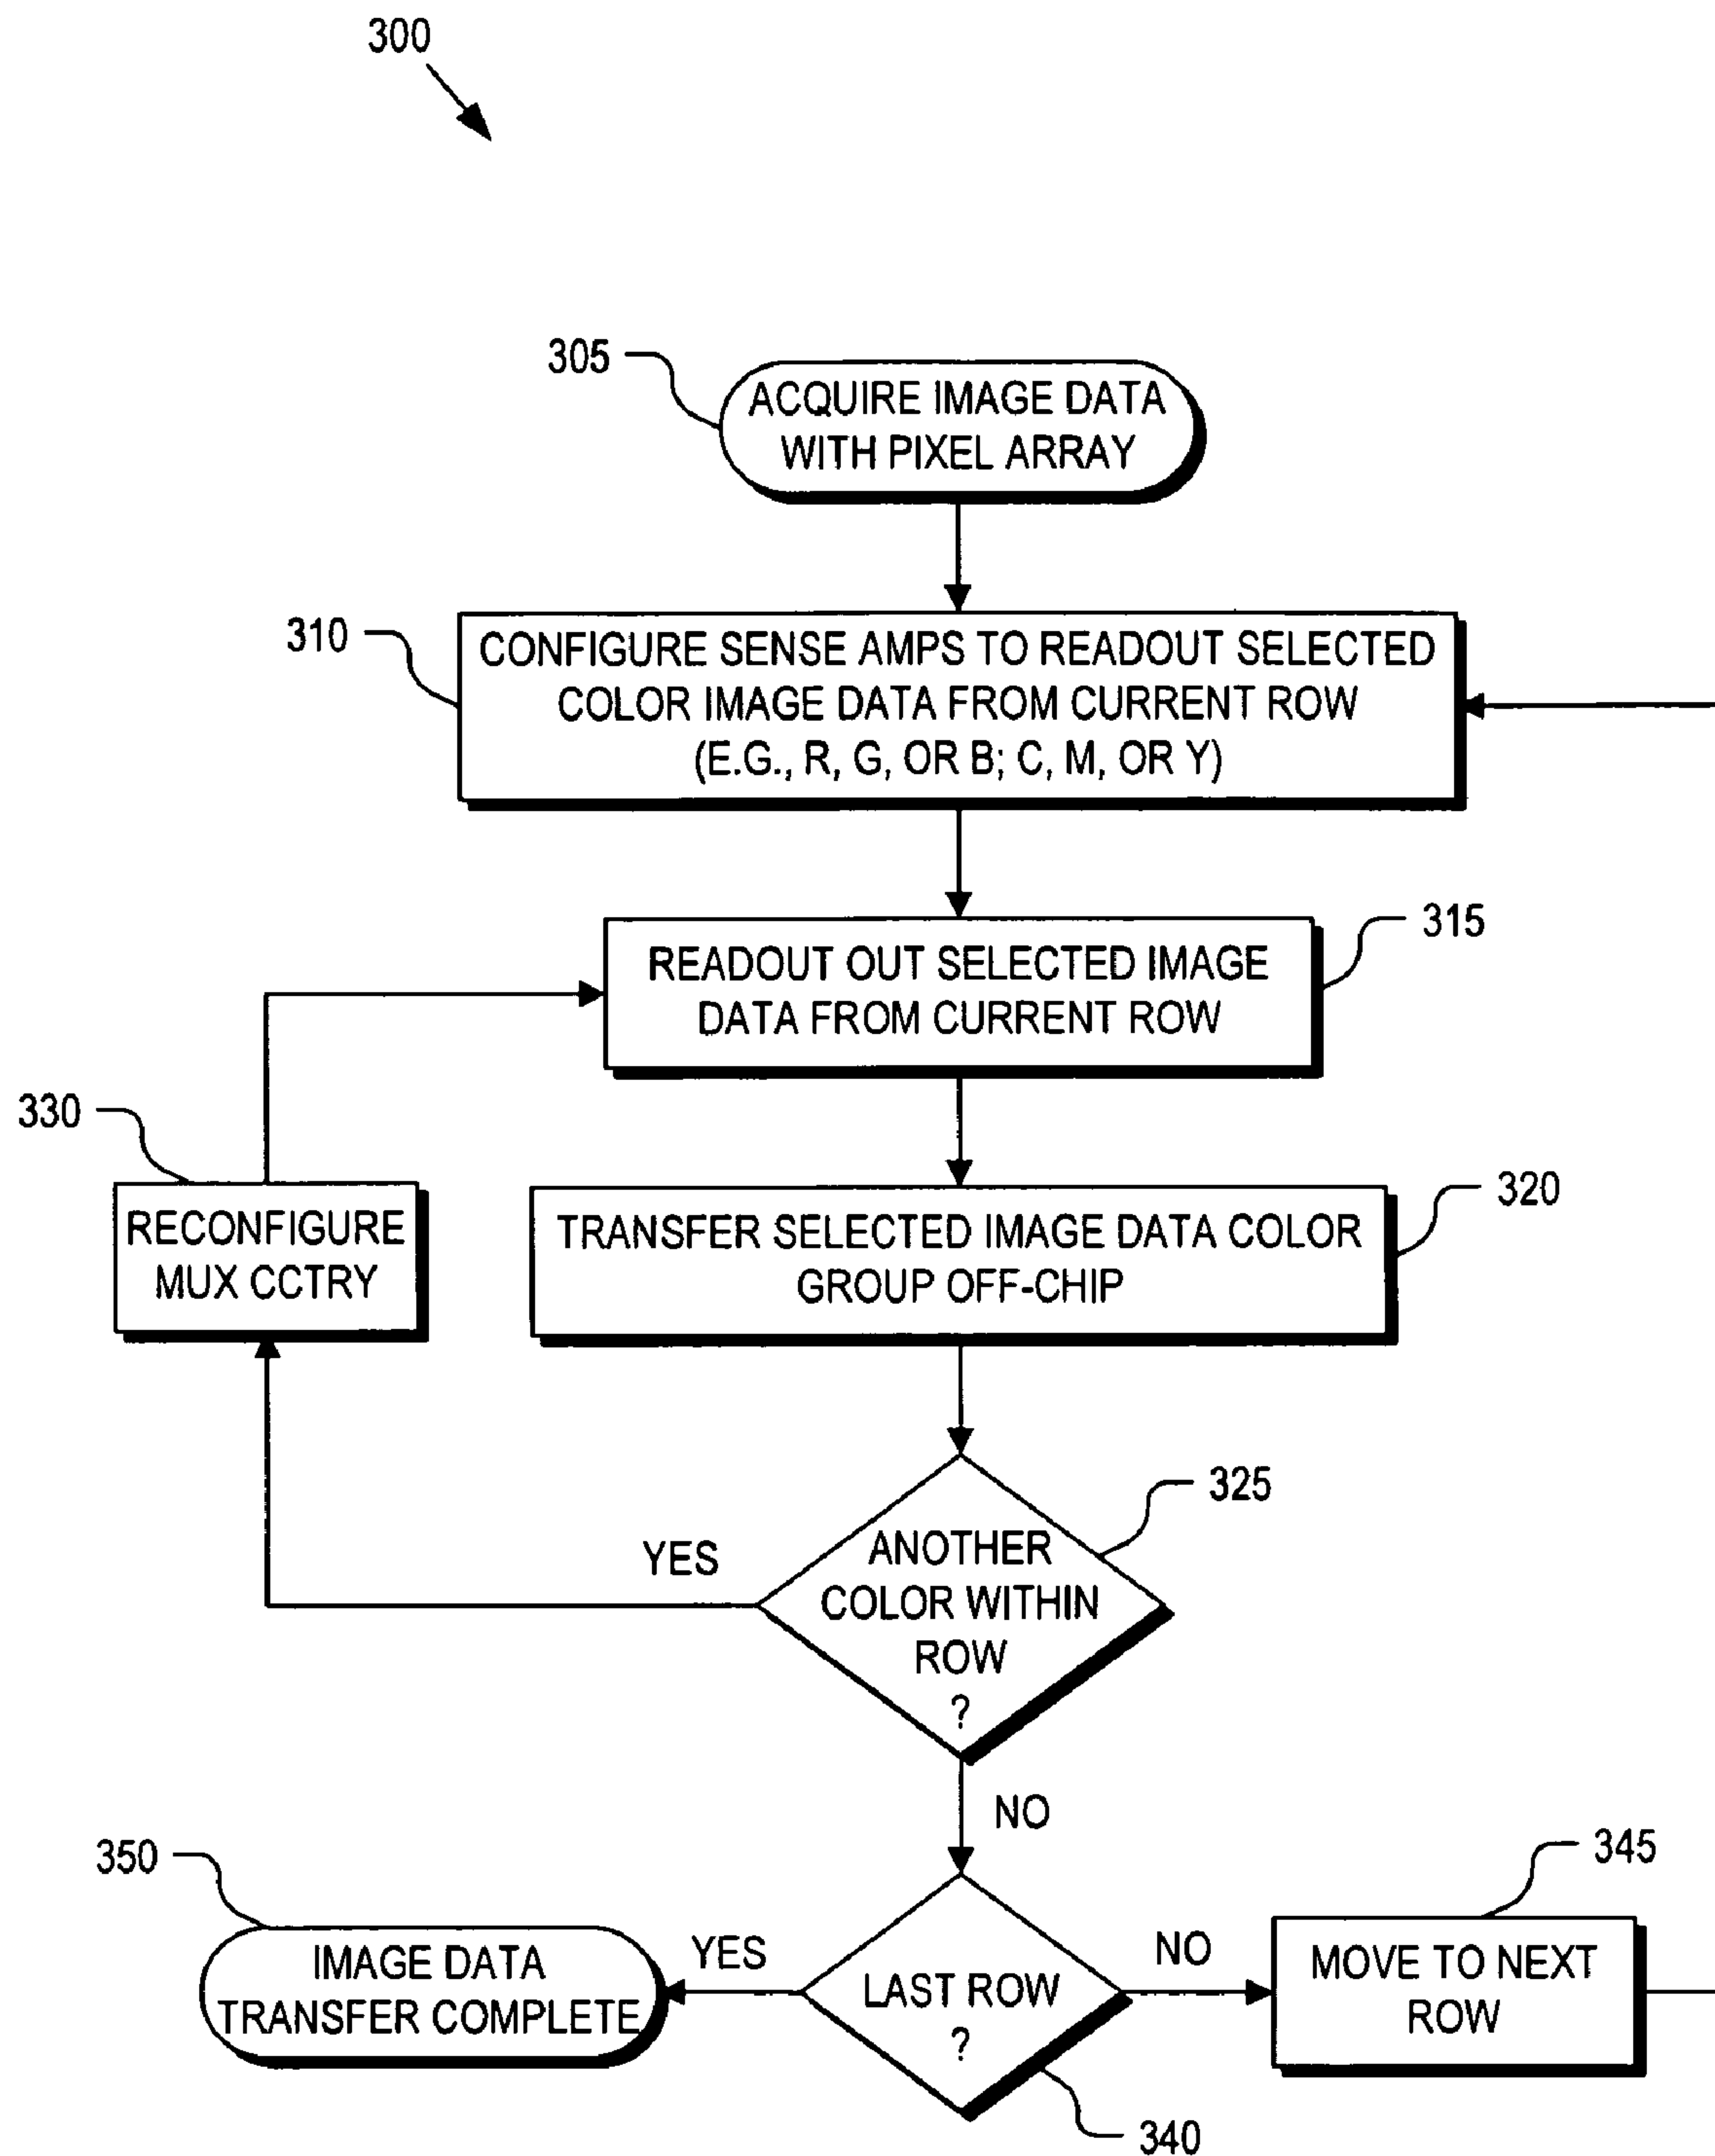 300
305
ACQUIRE IMAGE DATA
WITH PIXEL ARRAY
310
CONFIGURE SENSE AMPS TO READOUT SELECTED
COLOR IMAGE DATA FROM CURRENT ROW
(E.G., R, G, OR B; C, M, OR Y)
315
READOUT OUT SELECTED IMAGE
DATA FROM CURRENT ROW
330
RECONFIGURE
MUX CCTRY
320
TRANSFER SELECTED IMAGE DATA COLOR
GROUP OFF-CHIP
325
YES
ANOTHER
COLOR WITHIN
ROW
?
NO
350
IMAGE DATA
TRANSFER COMPLETE
YES
LAST ROW
?
340
NO
345
MOVE TO NEXT
ROW